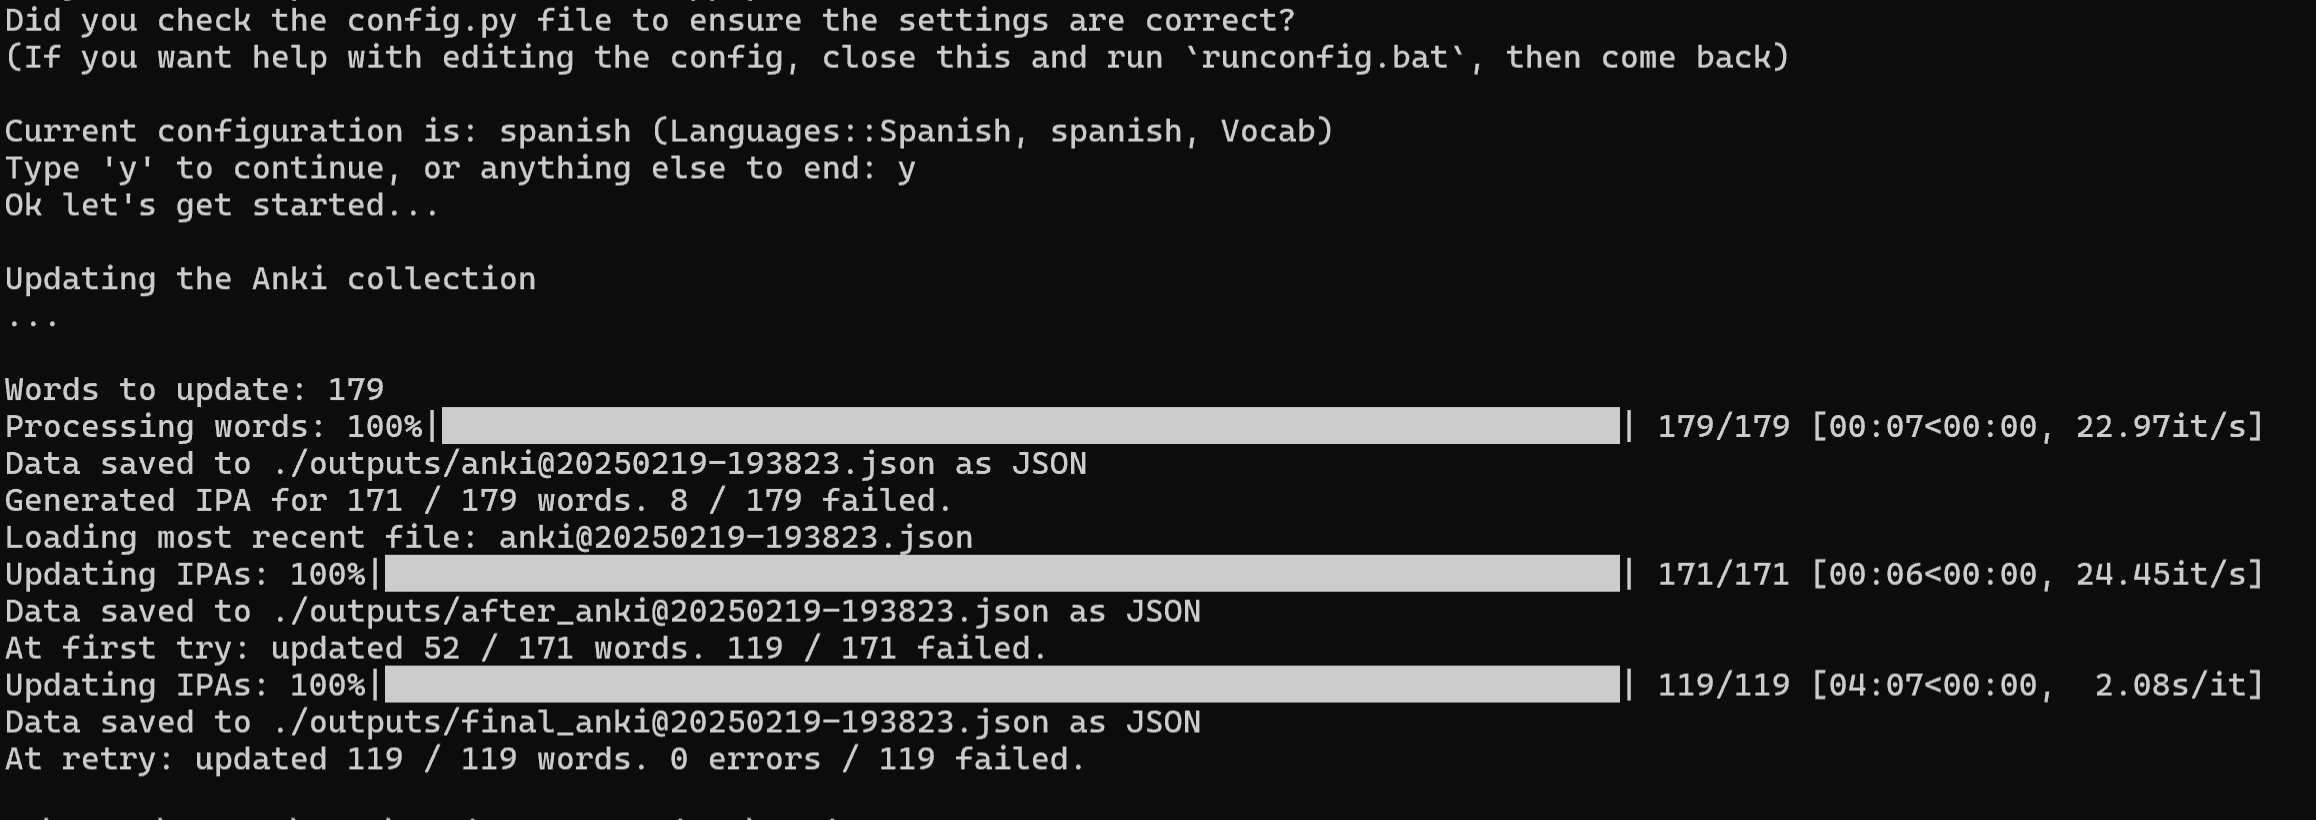 Did you check the config.py file to ensure the settings are correct?
(If you want help with editing the config, close this and run `runconfig.bat`, then come back)
Current configuration is: spanish (Languages::Spanish, spanish, Vocab)
Type 'y' to continue, or anything else to end: y
Ok let's get started...
Updating the Anki collection
...
Words to update: 179
Processing words: 100%|| 179/179 [00:07<00:00, 22.97it/s]
Data saved to ./outputs/anki@20250219-193823.json as JSON
Generated IPA for 171 / 179 words. 8 / 179 failed.
Loading most recent file: anki@20250219-193823.json
Updating IPAs: 100%|| 171/171 [00:06<00:00, 24.45it/s]
Data saved to ./outputs/after_anki@20250219-193823.json as JSON
At first try: updated 52 / 171 words. 119 / 171 failed.
Updating IPAs: 100%|| 119/119 [04:07<00:00,  2.08s/it]
Data saved to ./outputs/final_anki@20250219-193823.json as JSON
At retry: updated 119 / 119 words. 0 errors / 119 failed.